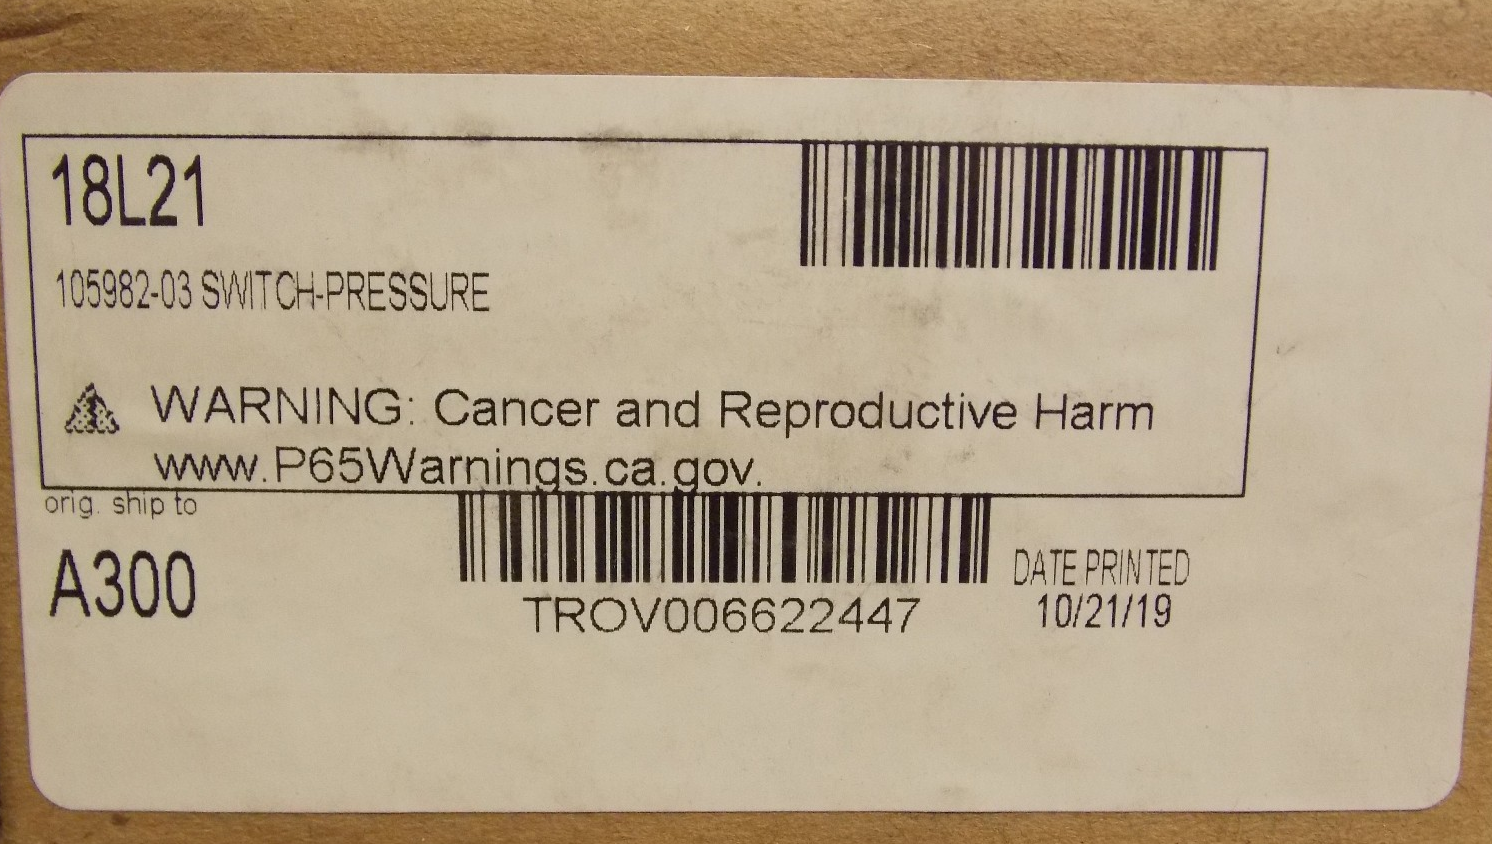 18L21
105982-03 SWITCH-PRESSURE
WARNING: Cancer and Reproductive Harm
www.P65Warnings.ca.gov.
orig. ship to
A300
TROV006622447
DATE PRINTED
10/21/19